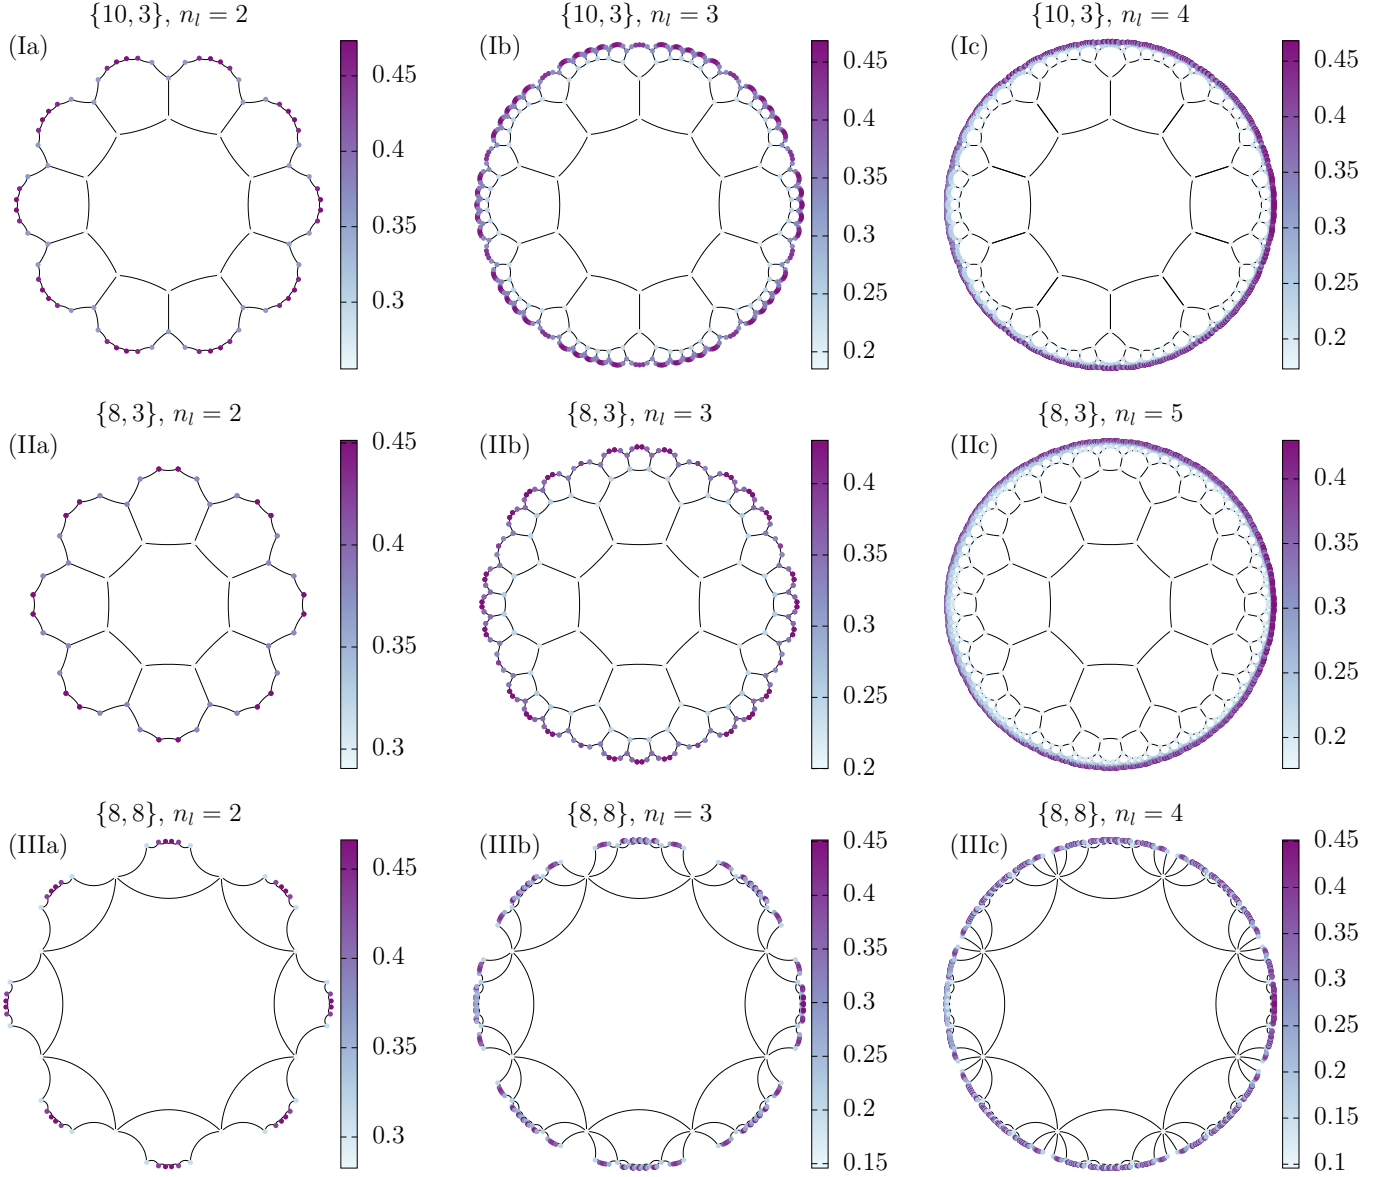 {10, 3}, n_l = 2
{10, 3}, n_l = 3
{10, 3}, n_l = 4
(Ia)
0.45
0.4
0.35
0.3
(Ib)
0.45
0.4
0.35
0.3
0.25
0.2
(Ic)
0.45
0.4
0.35
0.3
0.25
0.2
{8, 3}, n_l = 2
{8, 3}, n_l = 3
{8, 3}, n_l = 5
(IIa)
0.45
0.4
0.35
0.3
(IIb)
0.4
0.35
0.3
0.25
0.2
(IIc)
0.4
0.35
0.3
0.25
0.2
{8, 8}, n_l = 2
{8, 8}, n_l = 3
{8, 8}, n_l = 4
(IIIa)
0.45
0.4
0.35
0.3
(IIIb)
0.45
0.4
0.35
0.3
0.25
0.2
0.15
(IIIc)
0.45
0.4
0.35
0.3
0.25
0.2
0.15
0.1